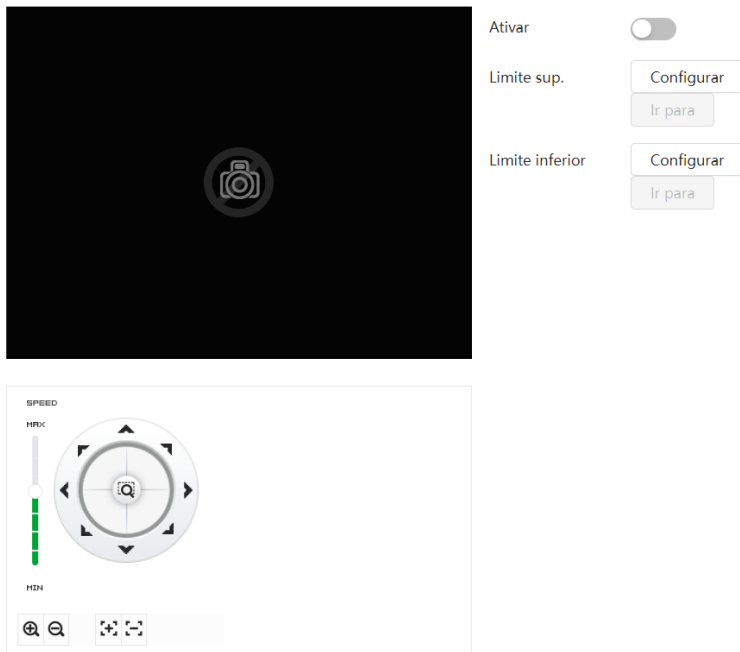 Ativar
Limite sup.
Configurar
Ir para
Limite inferior
Configurar
Ir para
SPEED
MAX
MIN